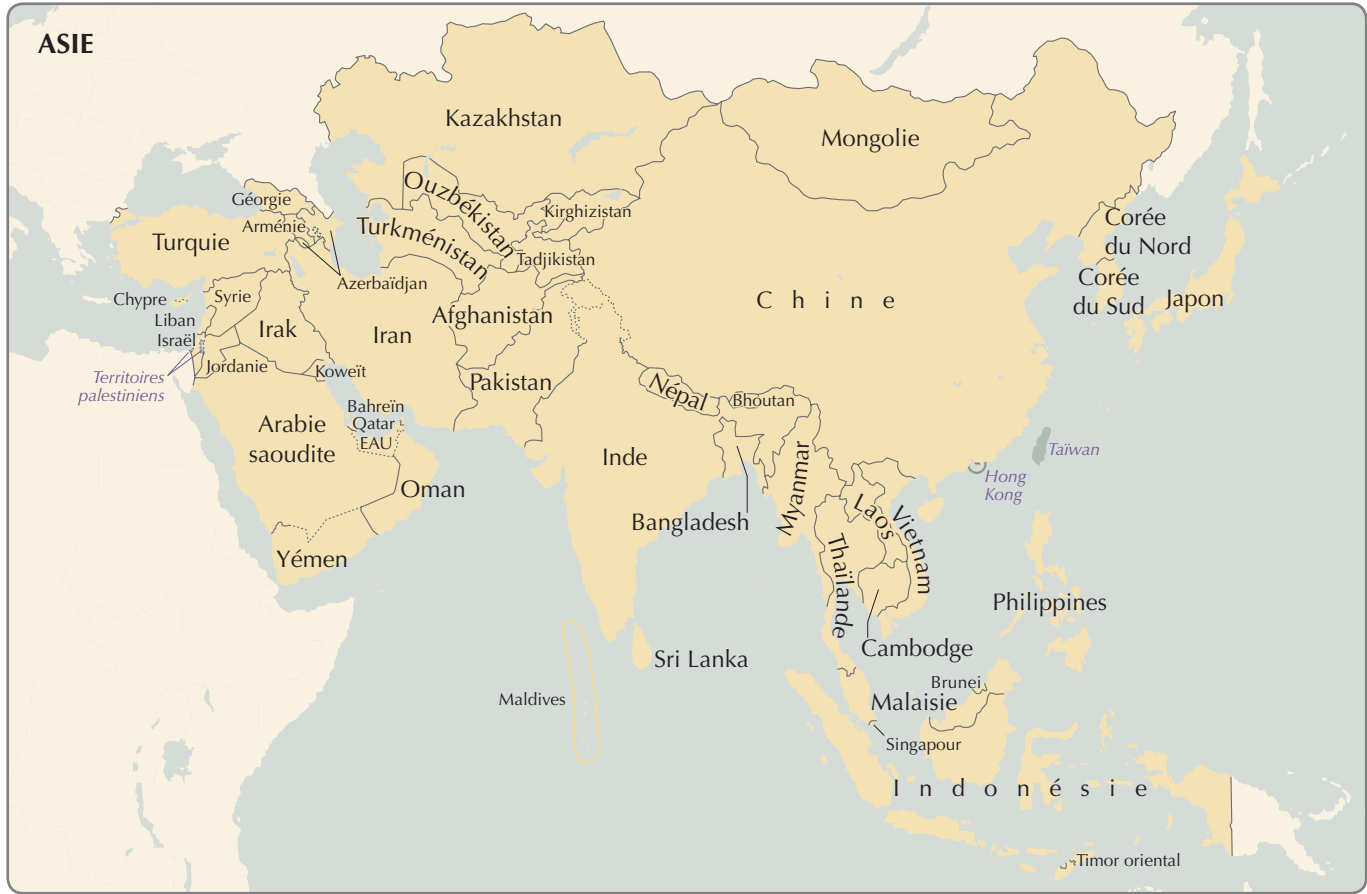 ASIE
Kazakhstan
Mongolie
Ouzbékistan
Géorgie
Kirghizistan
Arménie
Turkménistan
Corée
du Nord
Turquie
Tadjikistan
Azerbaïdjan
Corée
du Sud
Chypre
Syrie
Chine
Japon
Liban
Afghanistan
Irak
Iran
Israël
Jordanie
Koweït
Territoires
palestiniens
Pakistan
Népal
Bhoutan
Bahreïn
Qatar
EAU
Arabie
saoudite
Inde
Myanmar
Taïwan
Hong
Kong
Oman
Laos
Vietnam
Bangladesh
Yémen
Thaïlande
Philippines
Cambodge
Sri Lanka
Brunei
Maldives
Malaisie
Singapour
Indonésie
Timor oriental